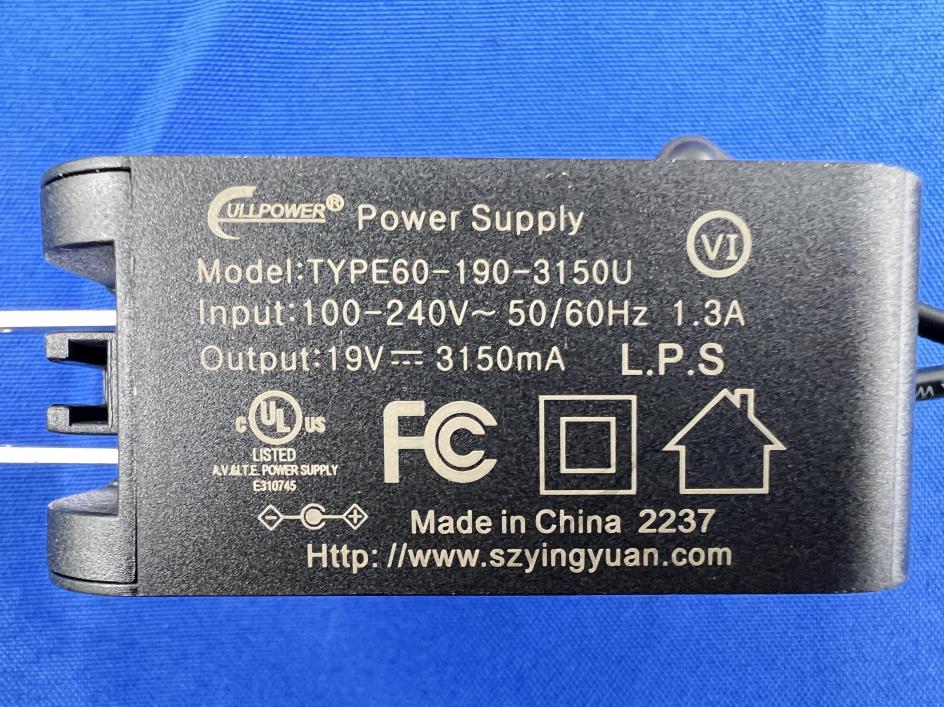 FULLPOWER® Power Supply
VI
Model:TYPE60-190-3150U
Input:100-240V~ 50/60Hz 1.3A
Output:19V⎓ 3150mA L.P.S
C UL US
LISTED
A.V.&I.T.E. POWER SUPPLY
E310745
FC
Made in China 2237
Http: //www.szyingyuan.com